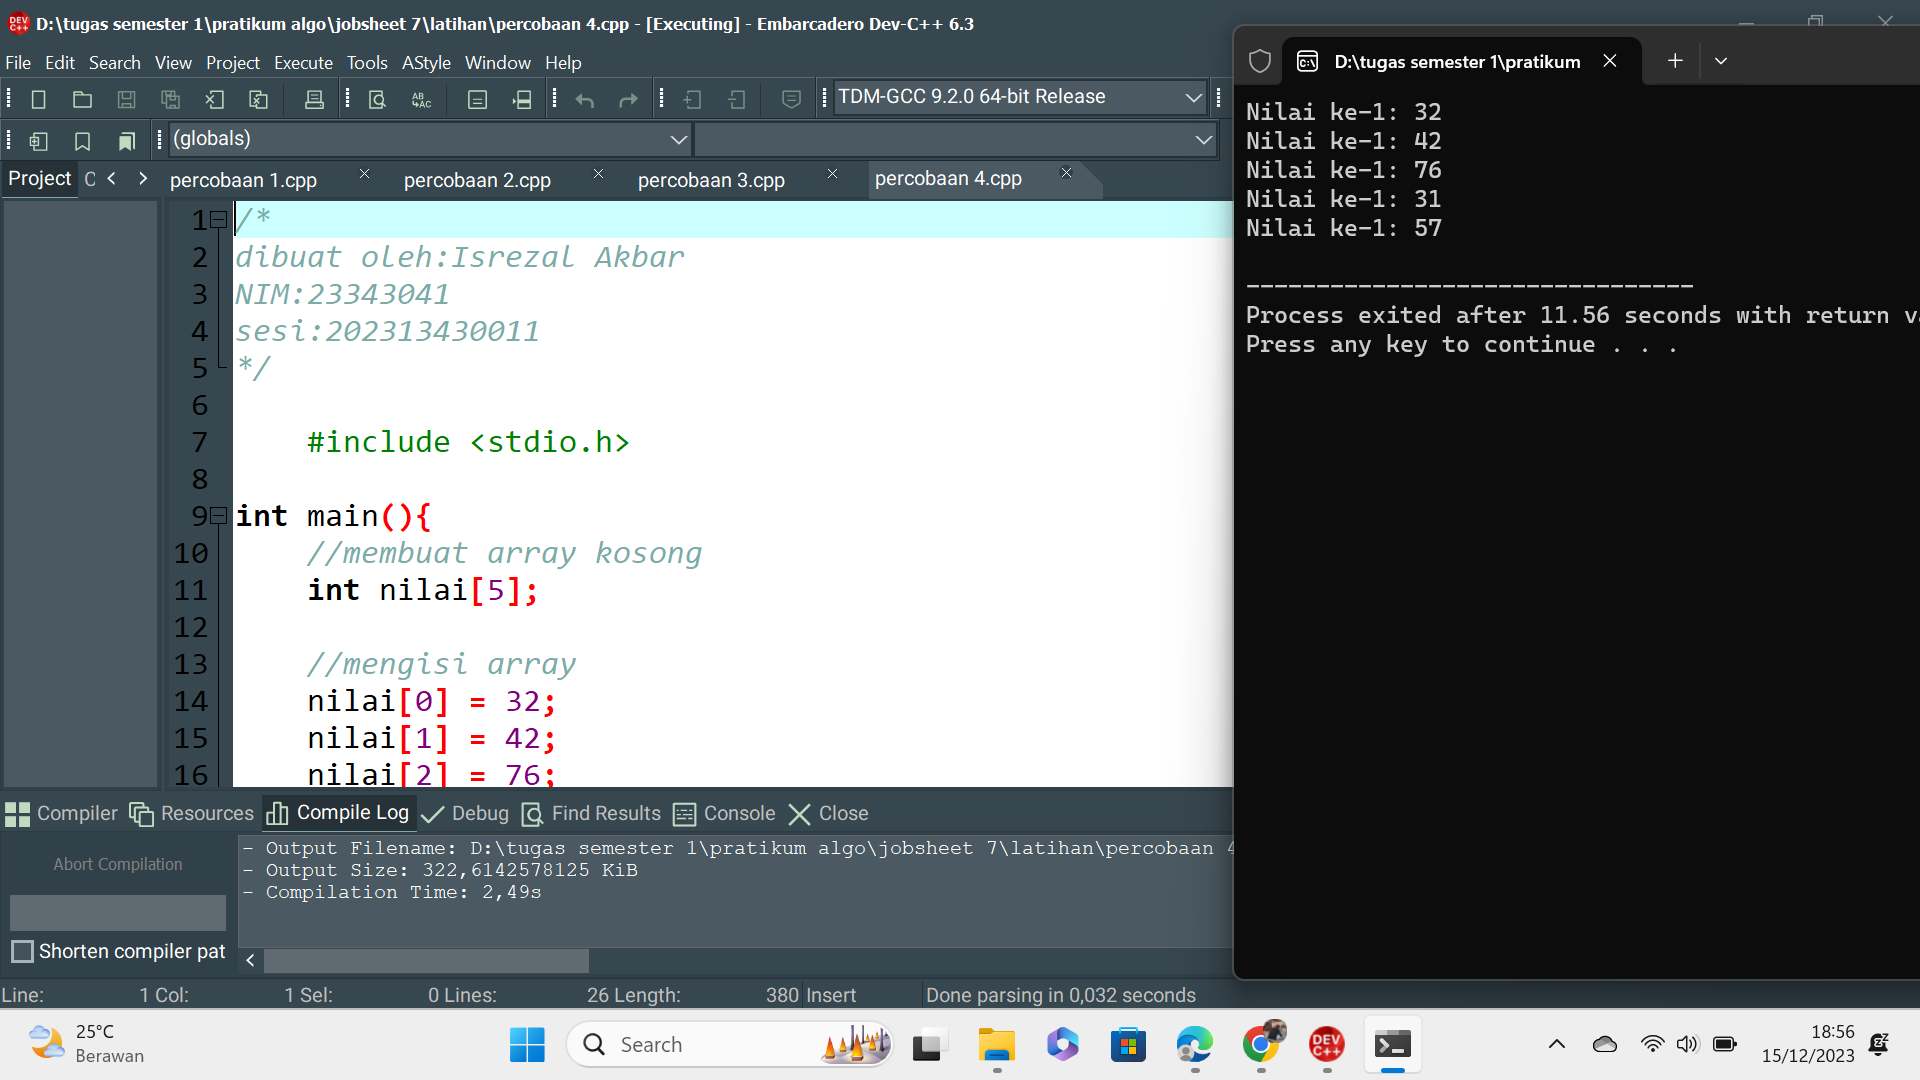 D:\tugas semester 1\pratikum algo\jobsheet 7\latihan\percobaan 4.cpp - [Executing] - Embarcadero Dev-C++ 6.3
File Edit Search View Project Execute Tools AStyle Window Help
TDM-GCC 9.2.0 64-bit Release
(globals)
Project
percobaan 1.cpp
percobaan 2.cpp
percobaan 3.cpp
percobaan 4.cpp
1 /*
2 dibuat oleh:Isrezal Akbar
3 NIM:23343041
4 sesi:202313430011
5 */
6
7 #include <stdio.h>
8
9 int main(){
10 //membuat array kosong
11 int nilai[5];
12
13 //mengisi array
14 nilai[0] = 32;
15 nilai[1] = 42;
16 nilai[2] = 76;
Compiler Resources Compile Log Debug Find Results Console Close
Abort Compilation
Shorten compiler pat
- Output Filename: D:\tugas semester 1\pratikum algo\jobsheet 7\latihan\percobaan 4
- Output Size: 322,6142578125 KiB
- Compilation Time: 2,49s
Line: 1 Col: 1 Sel: 0 Lines: 26 Length: 380 Insert Done parsing in 0,032 seconds
D:\tugas semester 1\pratikum
Nilai ke-1: 32
Nilai ke-1: 42
Nilai ke-1: 76
Nilai ke-1: 31
Nilai ke-1: 57
--------------------------------
Process exited after 11.56 seconds with return va
Press any key to continue . . .
25°C
Berawan
Search
DEV C++
18:56
15/12/2023